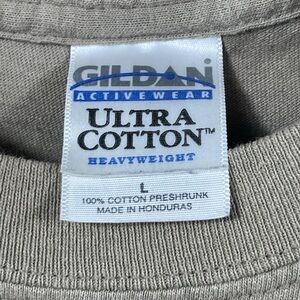 GILDAN
ACTIVEWEAR
ULTRA
COTTON™
HEAVYWEIGHT
L
100% COTTON PRESHRUNK
MADE IN HONDURAS